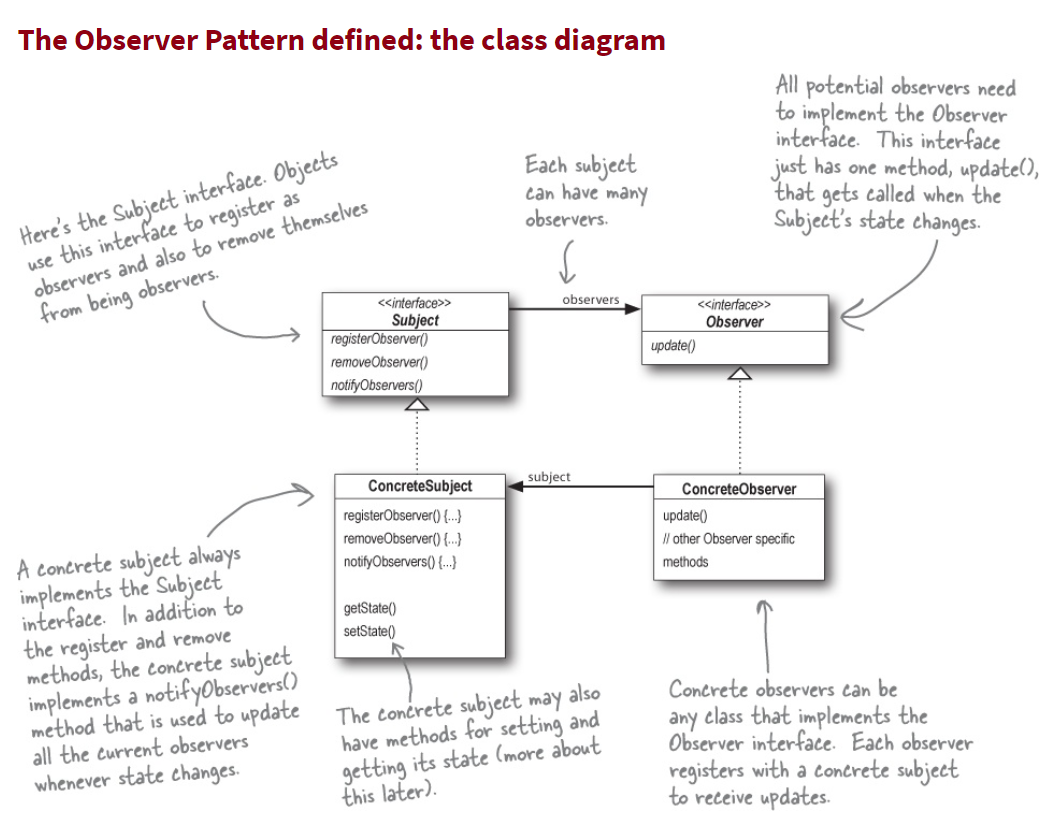 The Observer Pattern defined: the class diagram
All potential observers need
to implement the Observer
interface. This interface
just has one method, update(),
that gets called when the
Subject's state changes.
Each subject
can have many
observers.
Here's the Subject interface. Objects
use this interface to register as
observers and also to remove themselves
from being observers.
<<interface>>
Subject
registerObserver()
removeObserver()
notifyObservers()
observers
<<interface>>
Observer
update()
ConcreteSubject
registerObserver() {...}
removeObserver() {...}
notifyObservers() {...}
getState()
setState()
subject
ConcreteObserver
update()
// other Observer specific
methods
A concrete subject always
implements the Subject
interface. In addition to
the register and remove
methods, the concrete subject
implements a notifyObservers()
method that is used to update
all the current observers
whenever state changes.
The concrete subject may also
have methods for setting and
getting its state (more about
this later).
Concrete observers can be
any class that implements the
Observer interface. Each observer
registers with a concrete subject
to receive updates.